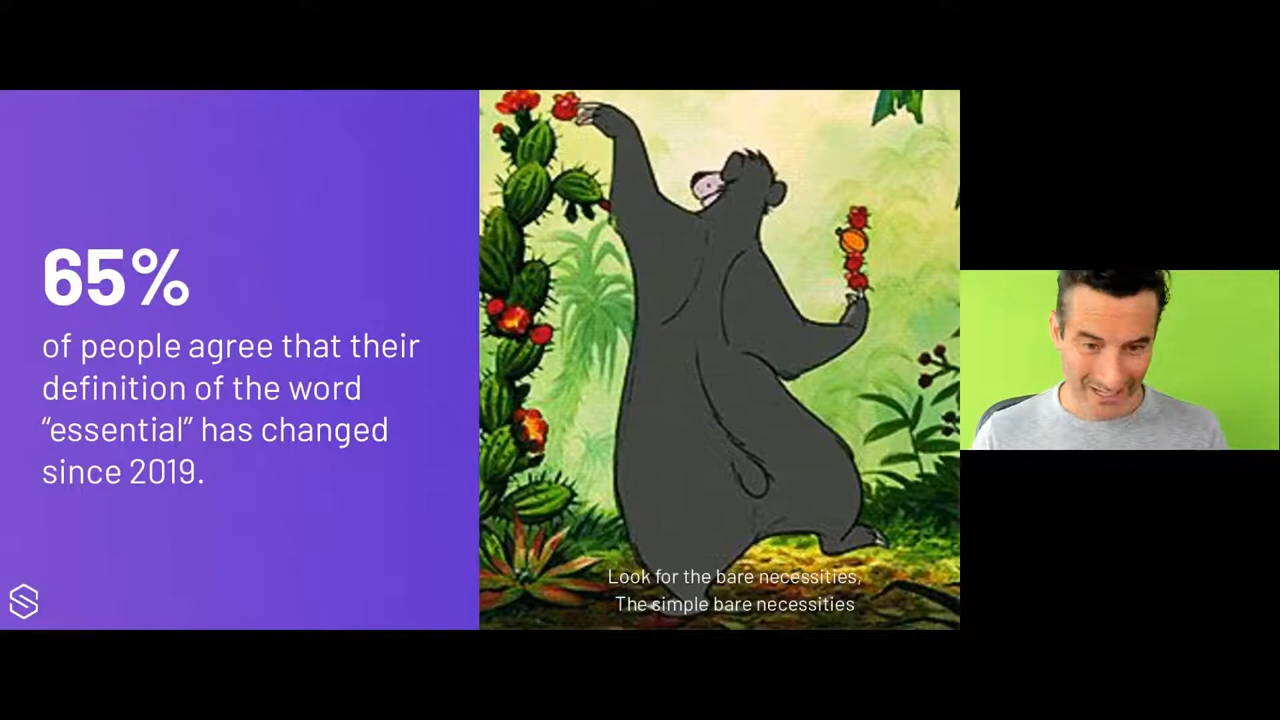 65%
of people agree that their
definition of the word
“essential” has changed
since 2019.
Look for the bare necessities,
The simple bare necessities